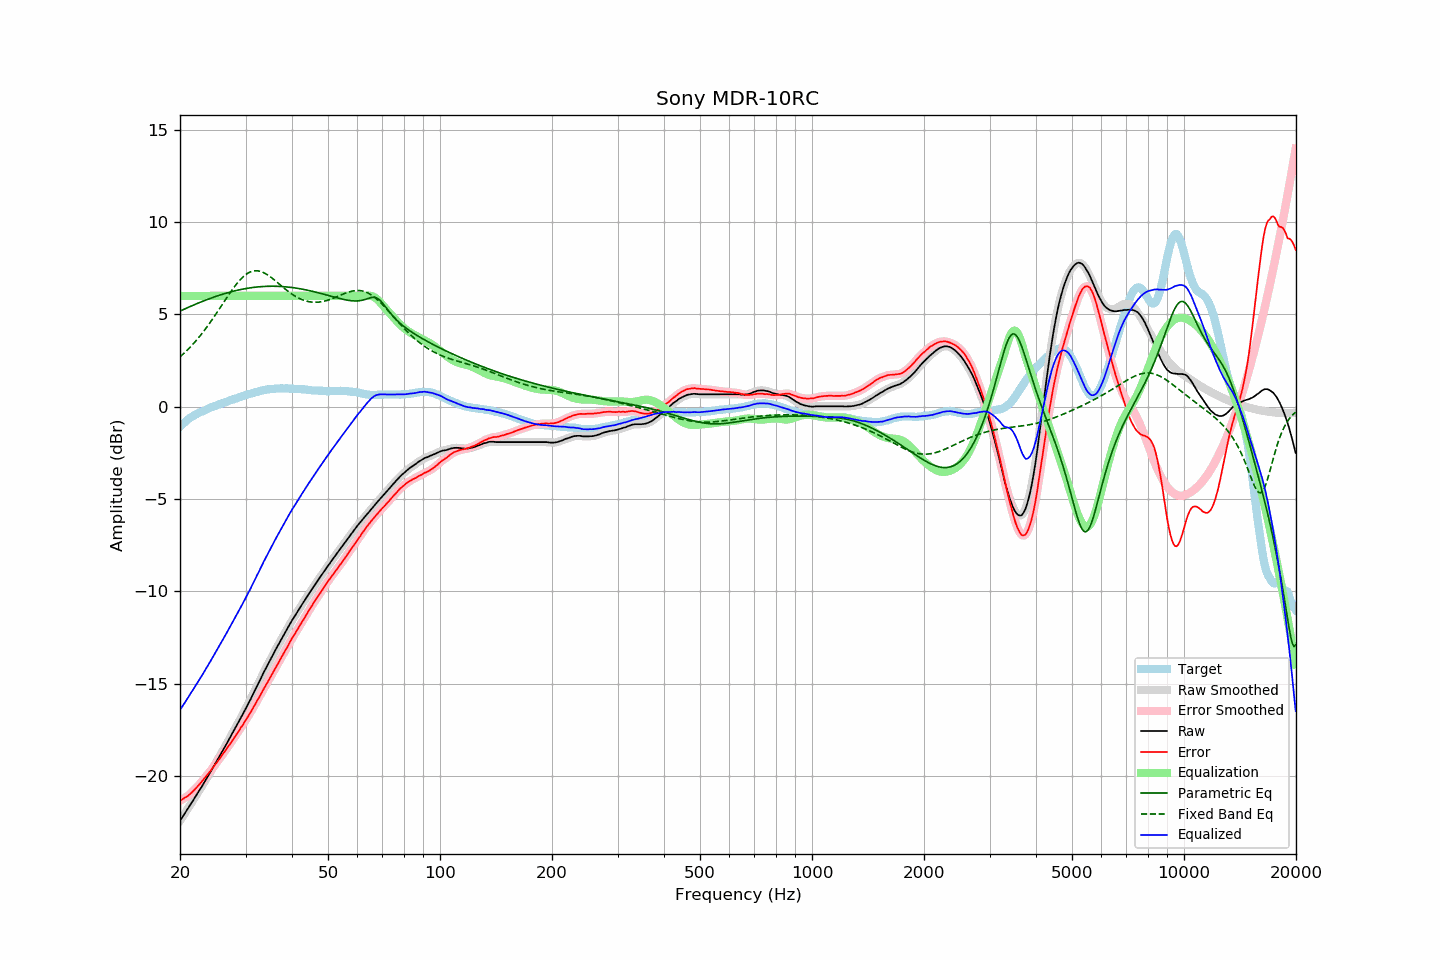 Sony MDR-10RC
Amplitude (dBr)
15
10
5
0
−5
−10
−15
−20
20
50
100
200
500
1000
2000
5000
10000
20000
Frequency (Hz)
Target
Raw Smoothed
Error Smoothed
Raw
Error
Equalization
Parametric Eq
Fixed Band Eq
Equalized